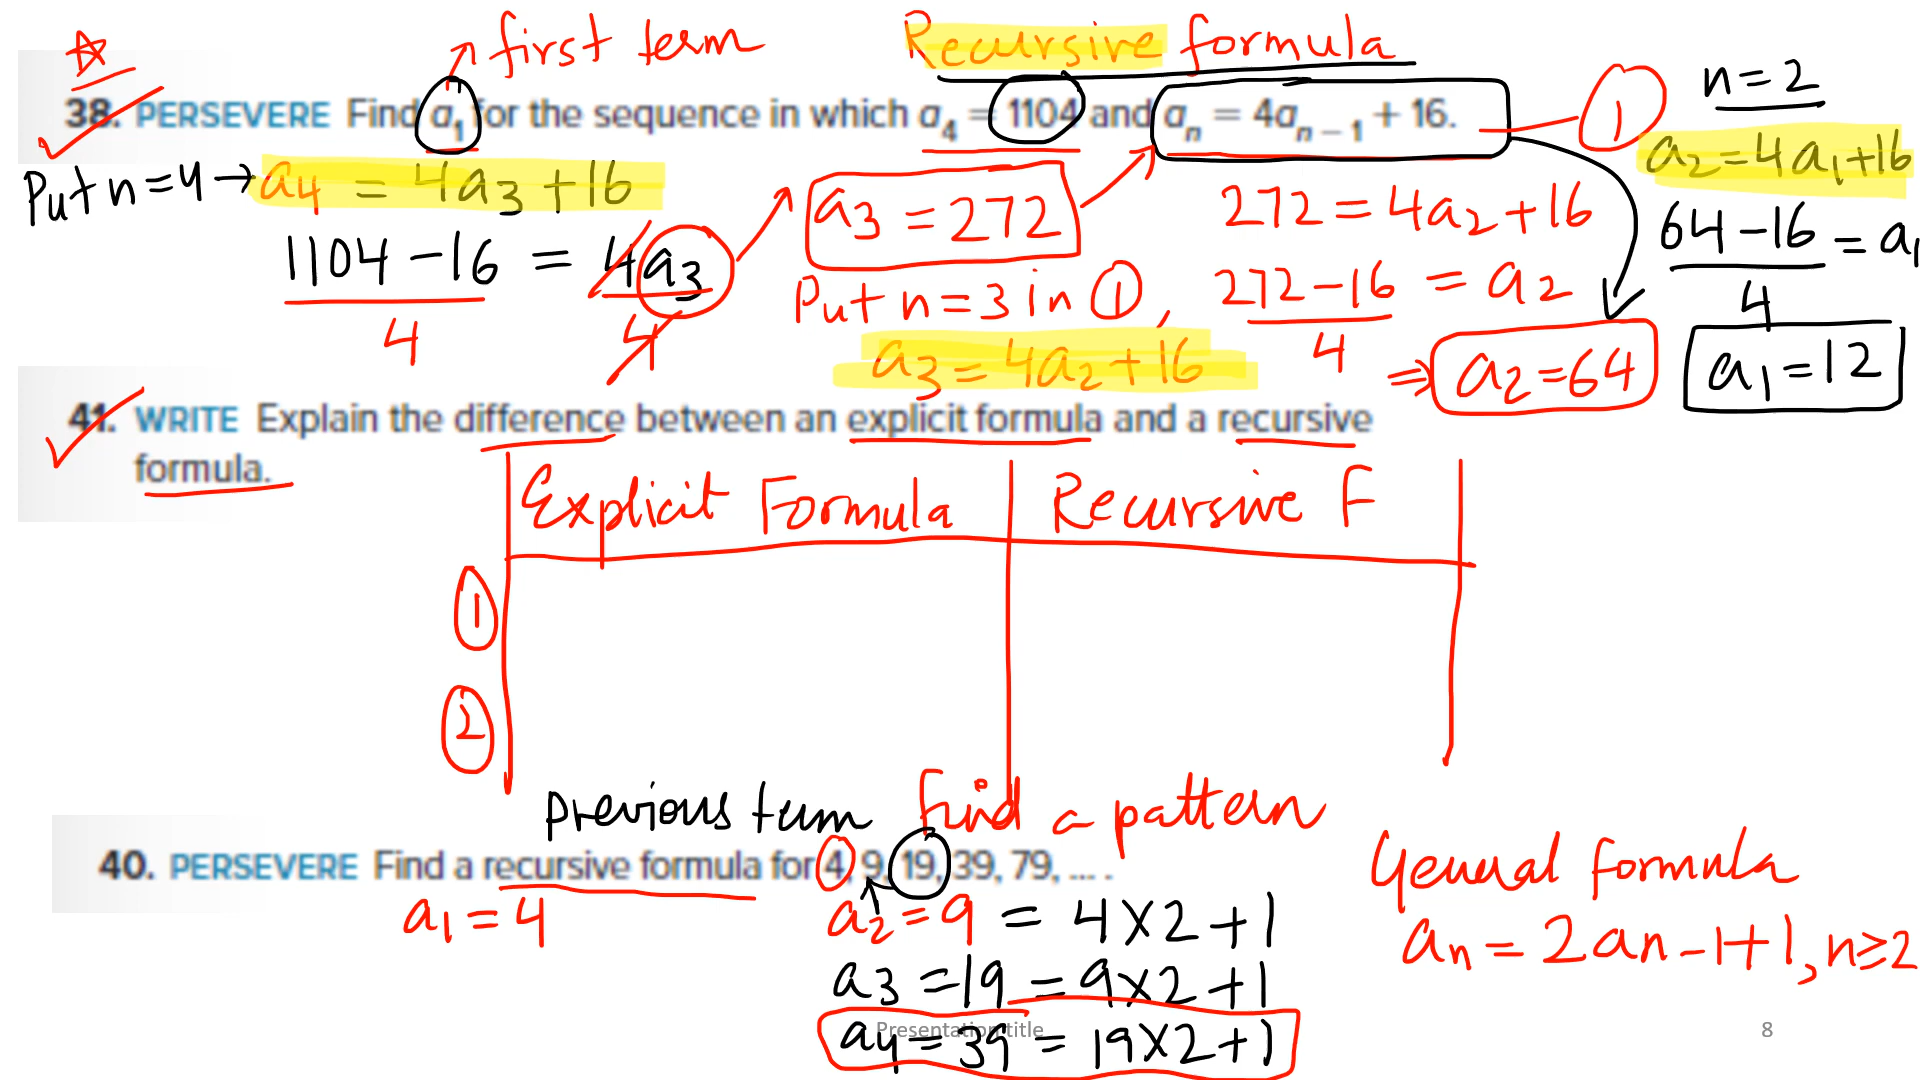 first term
Recursive formula
38. PERSEVERE Find a₁ for the sequence in which a₄ = 1104 and aₙ = 4aₙ₋₁ + 16.
1
n=2
a₂=4a₁+16
Put n=4→a₄ = 4a₃+16
1104-16 = 4a₃
4 4
a₃=272
Put n=3 in ①,
a₃=4a₂+16
272=4a₂+16
272-16 = a₂
4
⇒ a₂=64
64-16 = a₁
4
a₁=12
41. WRITE Explain the difference between an explicit formula and a recursive
formula.
Explicit Formula Recursive F
1
2
Previous term Find a pattern
40. PERSEVERE Find a recursive formula for 4, 9, 19, 39, 79, ... .
a₁=4
a₂=9 = 4×2+1
a₃=19=9×2+1
a₄=39=19×2+1
General formula
an=2an-1+1, n≥2
Presentation title
8